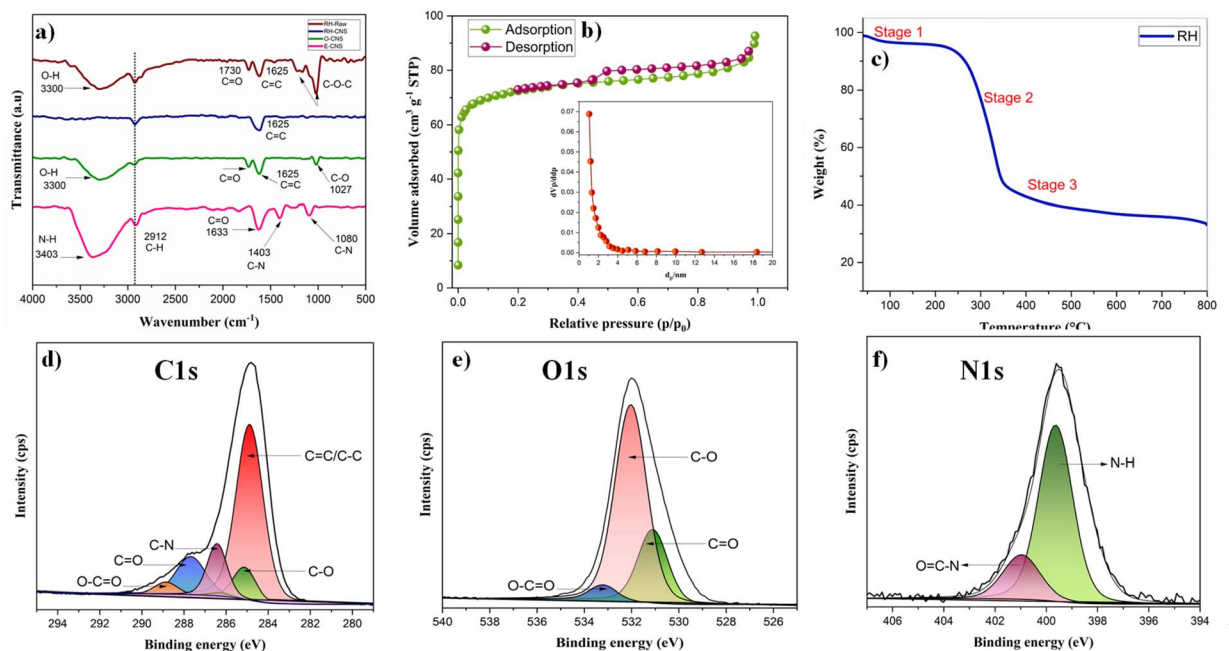 a)
RH-Raw
RH-CNS
O-CNS
E-CNS
O-H
3300
1730
C=O
1625
C=C
C-O-C
1625
C=C
O-H
3300
C=O
1625
C=C
C-O
1027
N-H
3403
2912
C-H
C=O
1633
1403
C-N
1080
C-N
Transmittance (a.u)
4000 3500 3000 2500 2000 1500 1000 500
Wavenumber (cm⁻¹)
b)
Adsorption
Desorption
Volume adsorbed (cm³ g⁻¹ STP)
100
80
60
40
20
0
0.0 0.2 0.4 0.6 0.8 1.0
Relative pressure (p/p₀)
dVp/ddp
0.07
0.06
0.05
0.04
0.03
0.02
0.01
0.00
0 2 4 6 8 10 12 14 16 18 20
dₚ/nm
c)
RH
Stage 1
Stage 2
Stage 3
Weight (%)
100
80
60
40
20
100 200 300 400 500 600 700 800
Temperature (°C)
d)
C1s
C=C/C-C
C-N
C=O
O-C=O
C-O
Intensity (cps)
294 292 290 288 286 284 282 280
Binding energy (eV)
e)
O1s
C-O
C=O
O-C=O
Intensity (cps)
540 538 536 534 532 530 528 526
Binding energy (eV)
f)
N1s
N-H
O=C-N
Intensity (cps)
406 404 402 400 398 396 394
Binding energy (eV)